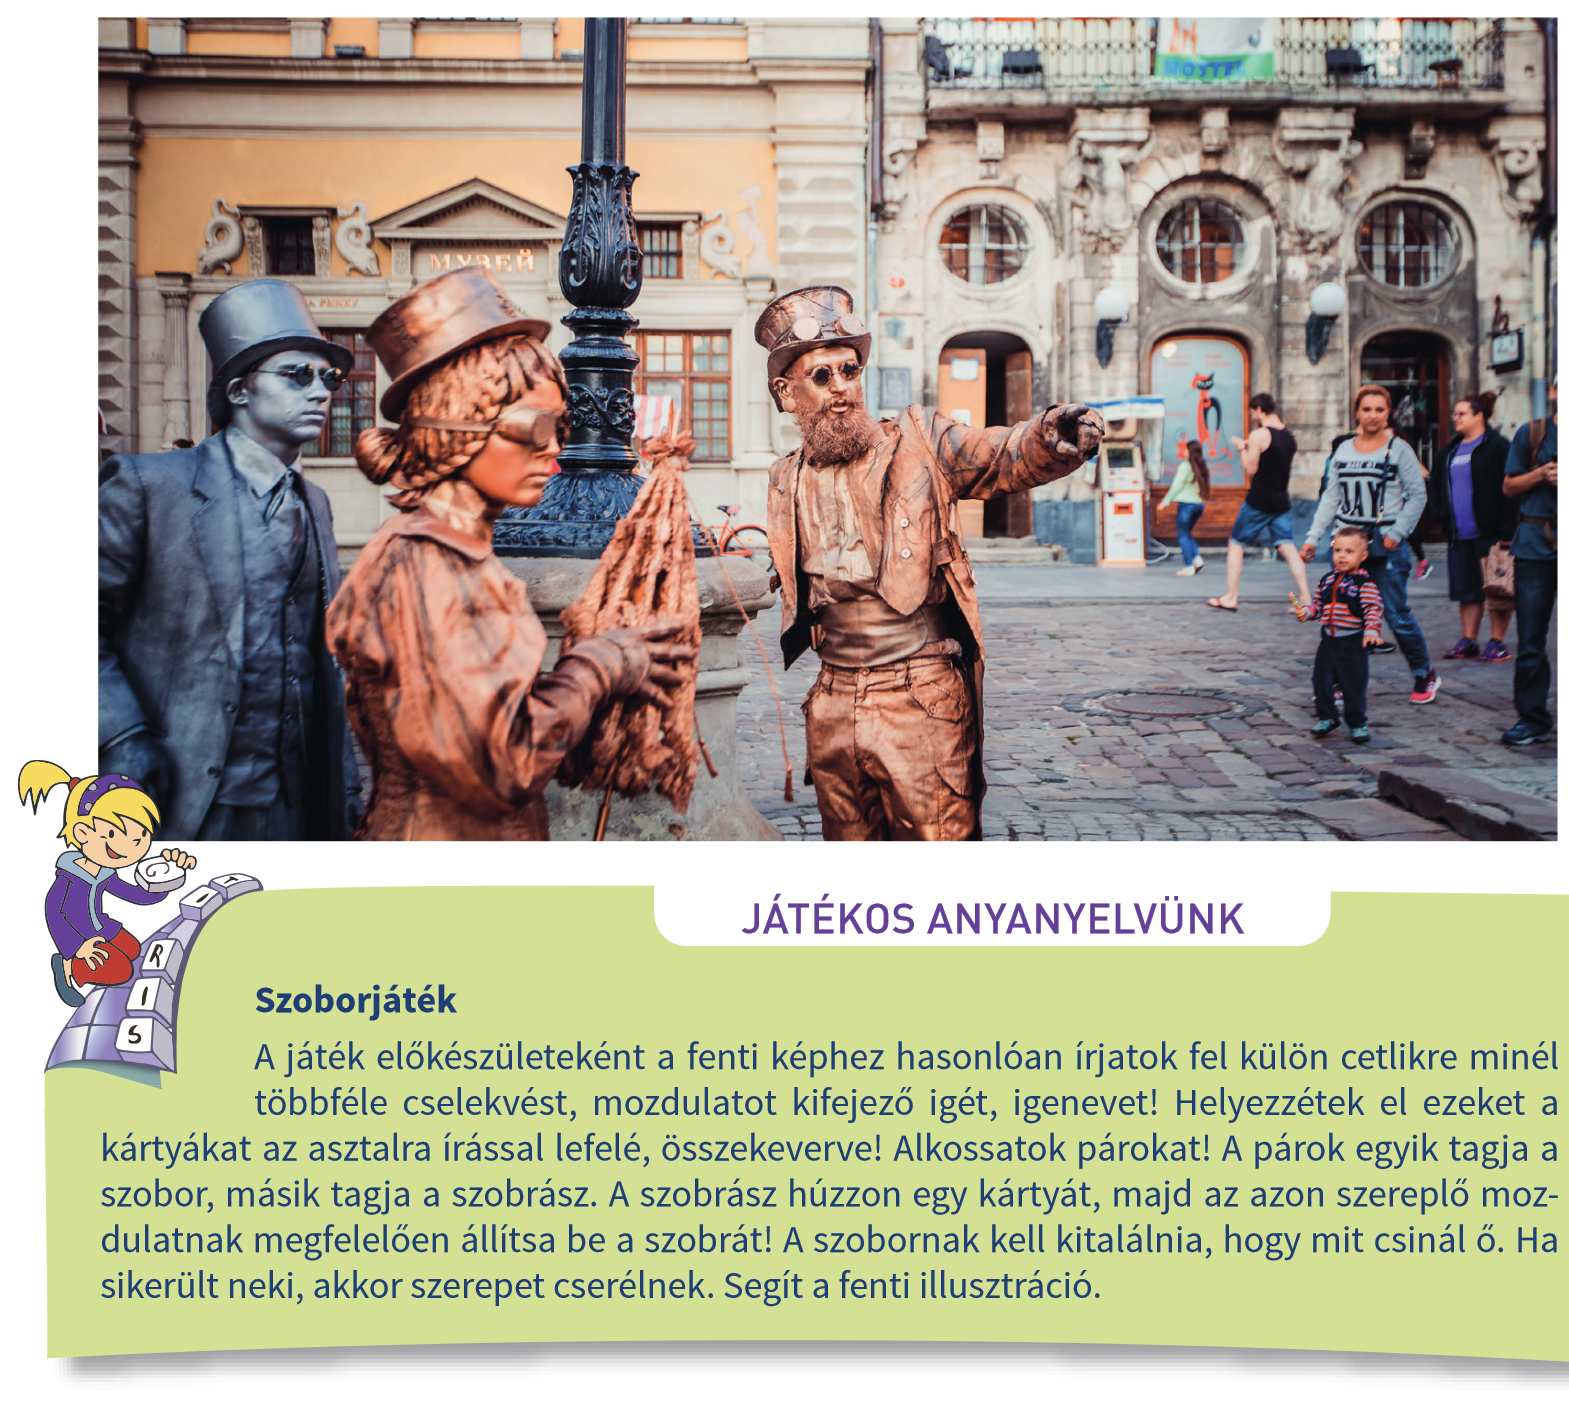 МУЗЕЙ
JÁTÉKOS ANYANYELVÜNK
T
I
R
I
S
Szoborjáték
A játék előkészületeként a fenti képhez hasonlóan írjatok fel külön cetlikre minél
többféle cselekvést, mozdulatot kifejező igét, igenevet! Helyezzétek el ezeket a
kártyákat az asztalra írással lefelé, összekeverve! Alkossatok párokat! A párok egyik tagja a
szobor, másik tagja a szobrász. A szobrász húzzon egy kártyát, majd az azon szereplő moz-
dulatnak megfelelően állítsa be a szobrát! A szobornak kell kitalálnia, hogy mit csinál ő. Ha
sikerült neki, akkor szerepet cserélnek. Segít a fenti illusztráció.